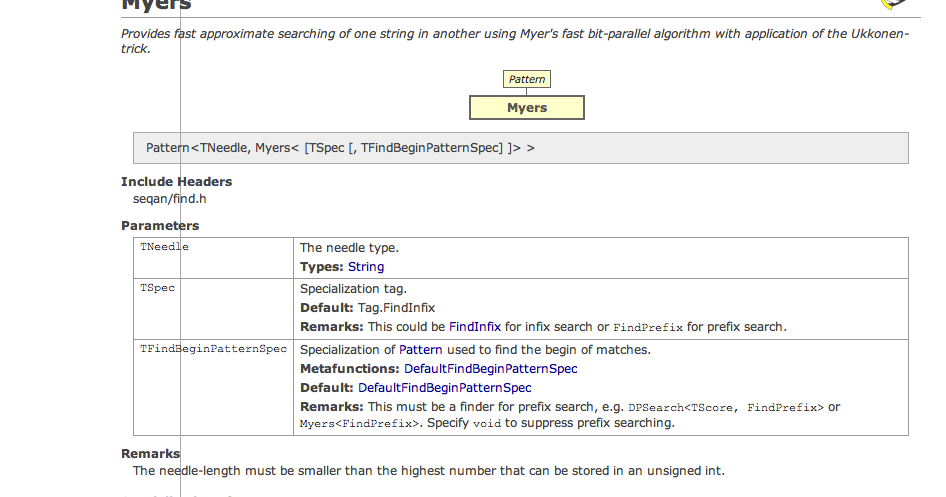 Myers
Provides fast approximate searching of one string in another using Myer's fast bit-parallel algorithm with application of the Ukkonen-
trick.
Pattern
Myers
Pattern<TNeedle, Myers< [TSpec [, TFindBeginPatternSpec] ]> >
Include Headers
seqan/find.h
Parameters
TNeedle
The needle type.
Types: String
TSpec
Specialization tag.
Default: Tag.FindInfix
Remarks: This could be FindInfix for infix search or FindPrefix for prefix search.
TFindBeginPatternSpec
Specialization of Pattern used to find the begin of matches.
Metafunctions: DefaultFindBeginPatternSpec
Default: DefaultFindBeginPatternSpec
Remarks: This must be a finder for prefix search, e.g. DPSearch<TScore, FindPrefix> or
Myers<FindPrefix>. Specify void to suppress prefix searching.
Remarks
The needle-length must be smaller than the highest number that can be stored in an unsigned int.